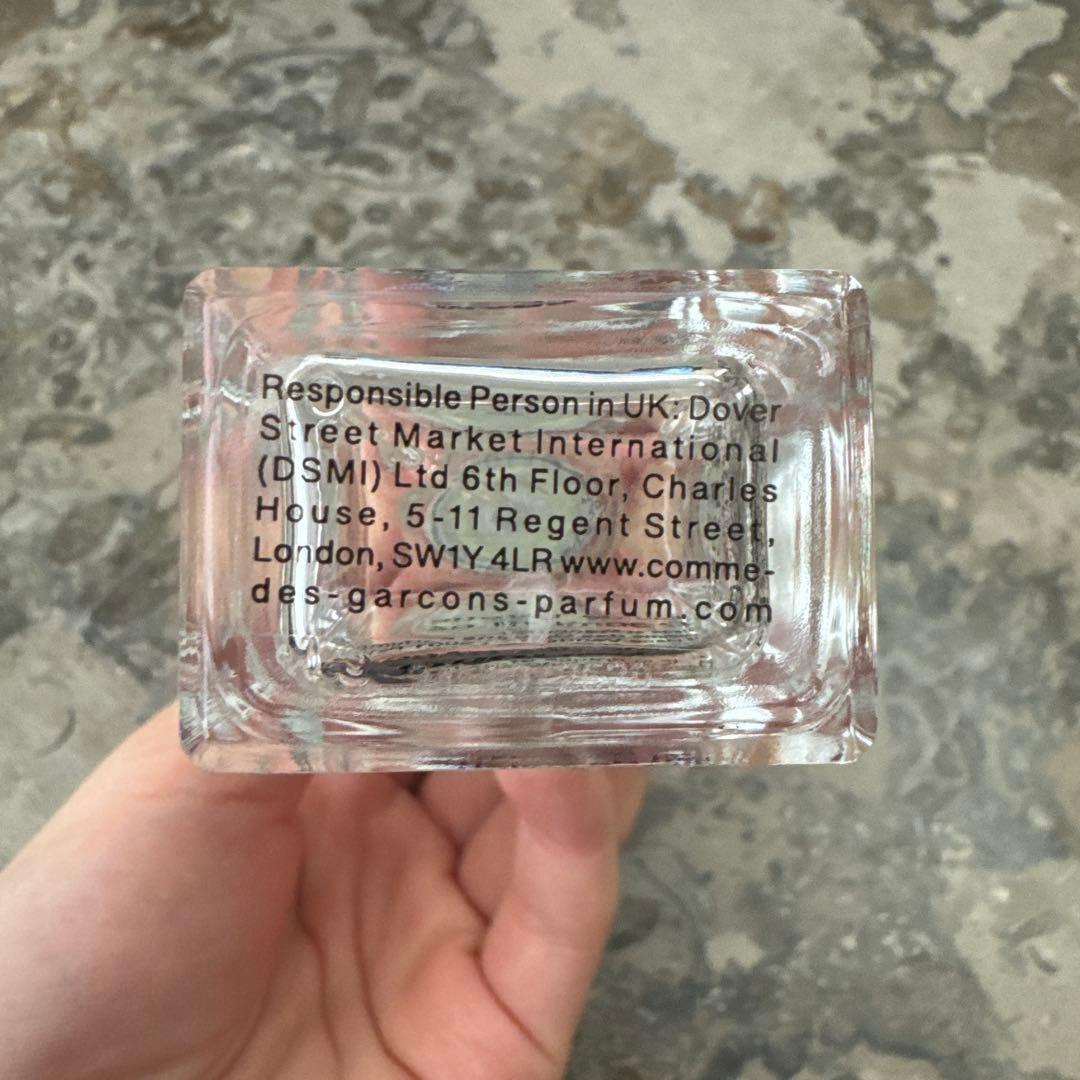 Responsible Person in UK: Dover
Street Market International
(DSMI) Ltd 6th Floor, Charles
House, 5-11 Regent Street,
London, SW1Y 4LR www.comme-
des-garcons-parfum.com